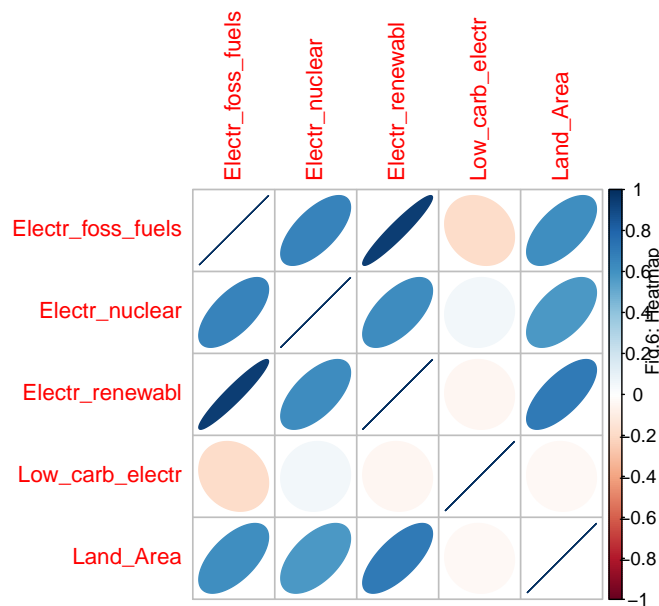 Electr_foss_fuels
Electr_nuclear
Electr_renewabl
Low_carb_electr
Land_Area
Electr_foss_fuels
Electr_nuclear
Electr_renewabl
Low_carb_electr
Land_Area
1
0.8
0.6
0.4
0.2
0
-0.2
-0.4
-0.6
-0.8
-1
Fig.6: Heatmap